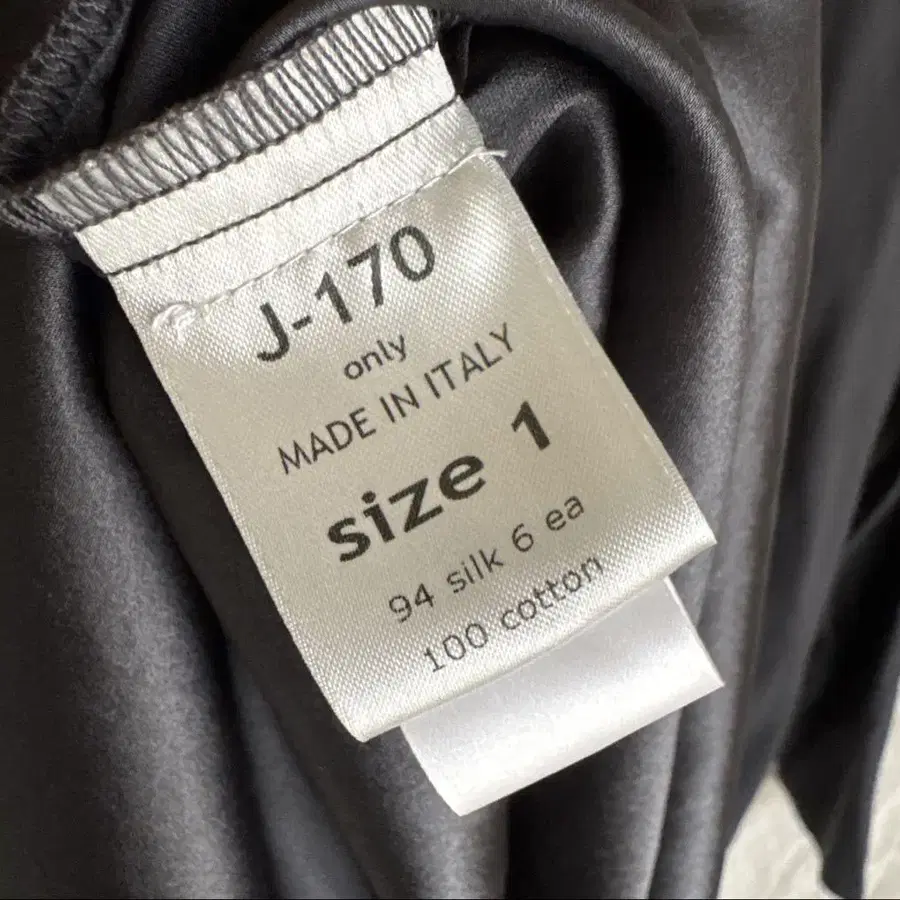 J-170
only
MADE IN ITALY
size 1
94 silk 6 ea
100 cotton